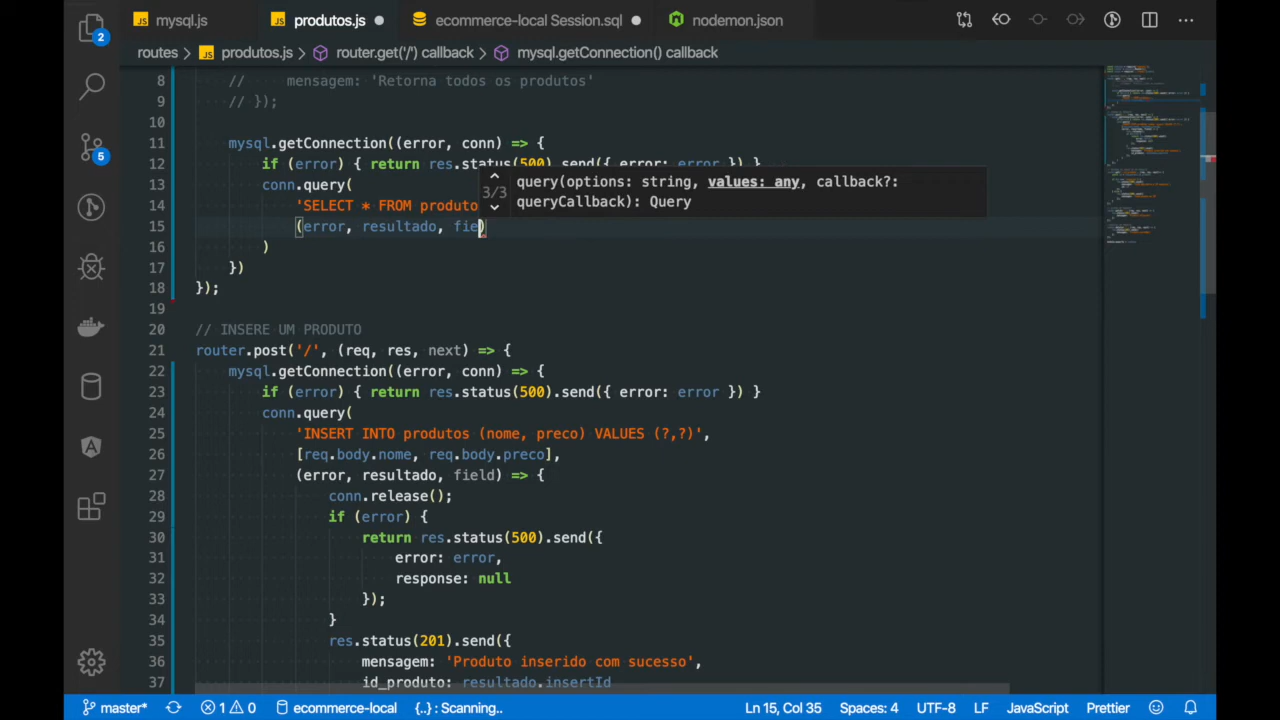 mysql.js
produtos.js
ecommerce-local Session.sql
nodemon.json
routes > produtos.js > router.get('/') callback > mysql.getConnection() callback
8 // mensagem: 'Retorna todos os produtos'
9 // });
10
11 mysql.getConnection((error, conn) => {
12 if (error) { return res.status(500).send({ error: error }) }
13 conn.query(
14 'SELECT * FROM produto
15 (error, resultado, fie)
16 )
17 })
18 });
19
20 // INSERE UM PRODUTO
21 router.post('/', (req, res, next) => {
22 mysql.getConnection((error, conn) => {
23 if (error) { return res.status(500).send({ error: error }) }
24 conn.query(
25 'INSERT INTO produtos (nome, preco) VALUES (?,?)',
26 [req.body.nome, req.body.preco],
27 (error, resultado, field) => {
28 conn.release();
29 if (error) {
30 return res.status(500).send({
31 error: error,
32 response: null
33 });
34 }
35 res.status(201).send({
36 mensagem: 'Produto inserido com sucesso',
37 id_produto: resultado.insertId
3/3
query(options: string, values: any, callback?:
queryCallback): Query
2
5
master* 1 0 ecommerce-local {..} : Scanning.. Ln 15, Col 35 Spaces: 4 UTF-8 LF JavaScript Prettier